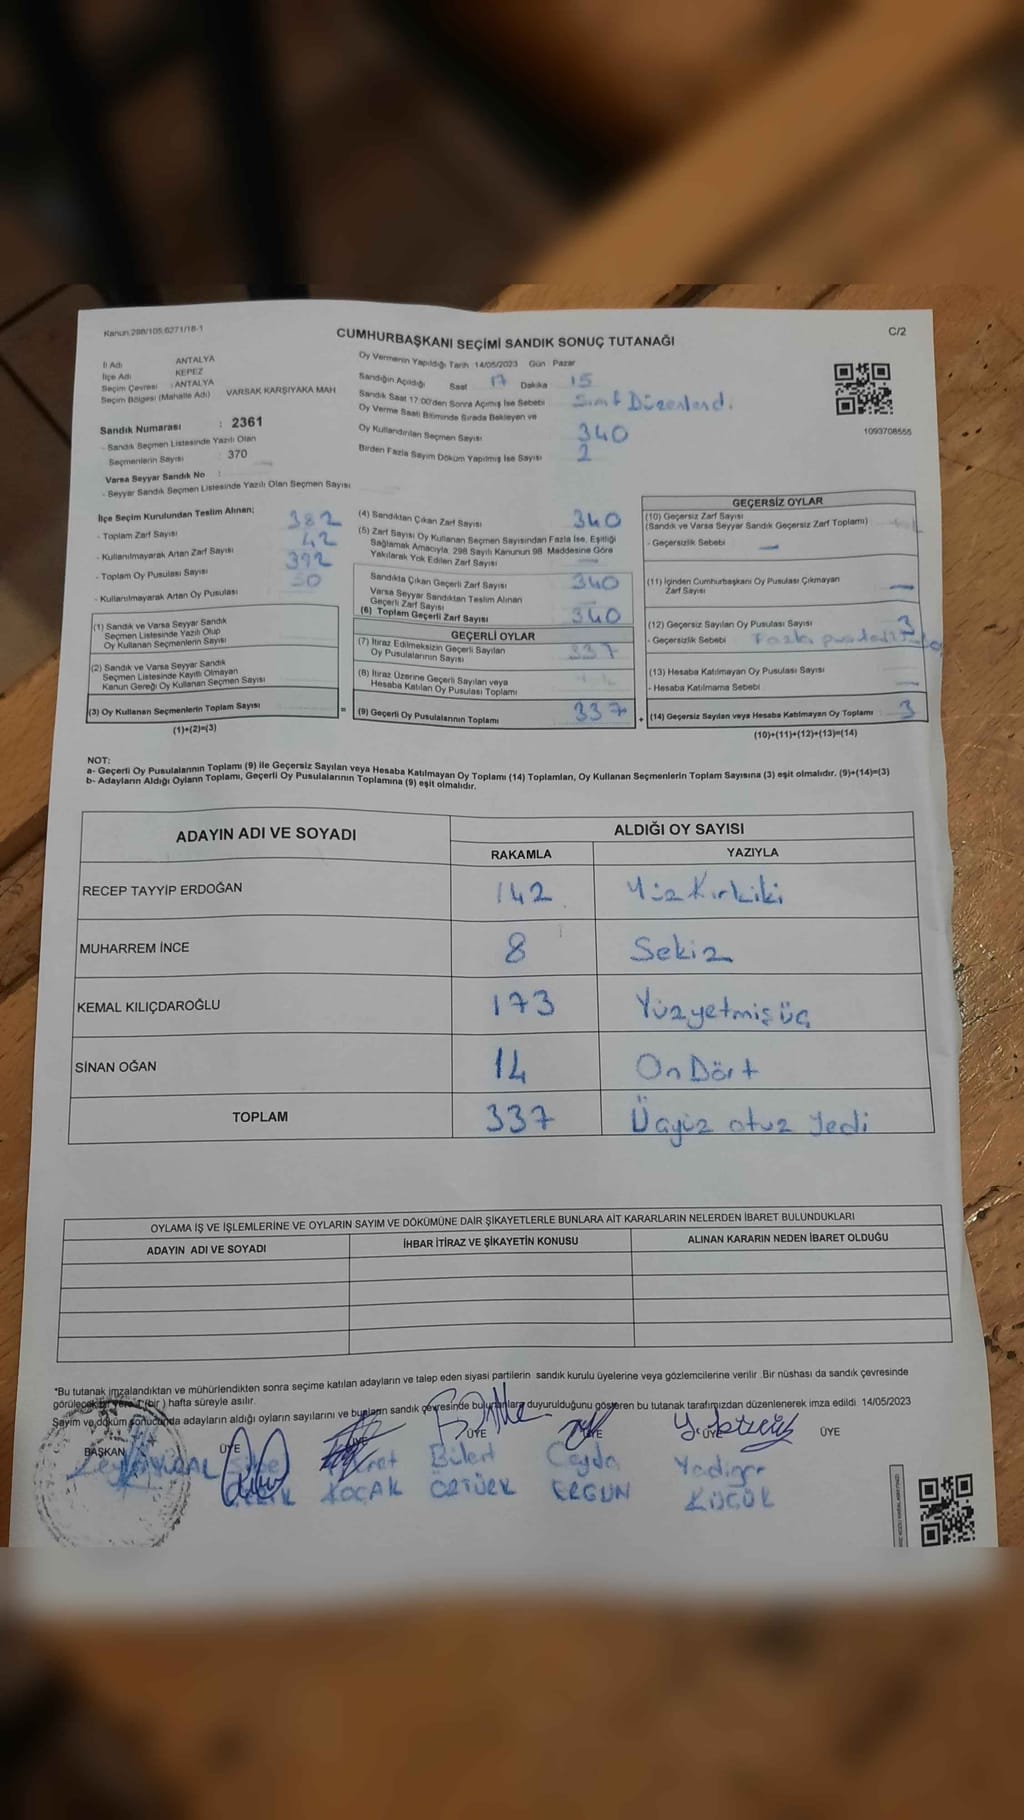 Kanun.298/105,6271/18-1
C/2
CUMHURBAŞKANI SEÇİMİ SANDIK SONUÇ TUTANAĞI
İl Adı ANTALYA
İlçe Adı KEPEZ
Seçim Çevresi : ANTALYA
Seçim Bölgesi (Mahalle Adı) VARSAK KARŞIYAKA MAH
Sandık Numarası : 2361
- Sandık Seçmen Listesinde Yazılı Olan
Seçmenlerin Sayısı 370
Varsa Seyyar Sandık No :
- Seyyar Sandık Seçmen Listesinde Yazılı Olan Seçmen Sayısı
Oy Vermenin Yapıldığı Tarih 14/05/2023 Gün Pazar
Sandığın Açıldığı Saat 17 Dakika 15
Sandık Saat 17:00'den Sonra Açımış İse Sebebi
Oy Verme Saati Bitiminde Sırada Bekleyen ve
Oy Kullandırılan Seçmen Sayısı 340
Birden Fazla Sayım Döküm Yapılmış İse Sayısı 2
1093708555
İlçe Seçim Kurulundan Teslim Alınan;
- Toplam Zarf Sayısı 382
- Kullanılmayarak Artan Zarf Sayısı 42
- Toplam Oy Pusulası Sayısı 392
- Kullanılmayarak Artan Oy Pusulası 50
(1) Sandık ve Varsa Seyyar Sandık
Seçmen Listesinde Yazılı Olup
Oy Kullanan Seçmenlerin Sayısı
(2) Sandık ve Varsa Seyyar Sandık
Seçmen Listesinde Kayıtlı Olmayan
Kanun Gereği Oy Kullanan Seçmen Sayısı
(3) Oy Kullanan Seçmenlerin Toplam Sayısı =
(1)+(2)=(3)
(4) Sandıktan Çıkan Zarf Sayısı 340
(5) Zarf Sayısı Oy Kullanan Seçmen Sayısından Fazla İse, Eşitliği
Sağlamak Amacıyla, 298 Sayılı Kanunun 98. Maddesine Göre
Yakılarak Yok Edilen Zarf Sayısı
Sandıkta Çıkan Geçerli Zarf Sayısı 340
Varsa Seyyar Sandıktan Teslim Alınan
Geçerli Zarf Sayısı
(6) Toplam Geçerli Zarf Sayısı 340
GEÇERLİ OYLAR
(7) İtiraz Edilmeksizin Geçerli Sayılan
Oy Pusulalarının Sayısı 337
(8) İtiraz Üzerine Geçerli Sayılan veya
Hesaba Katılan Oy Pusulası Toplamı
(9) Geçerli Oy Pusulalarının Toplamı 337 +
GEÇERSİZ OYLAR
(10) Geçersiz Zarf Sayısı
(Sandık ve Varsa Seyyar Sandık Geçersiz Zarf Toplamı)
- Geçersizlik Sebebi —
(11) İçinden Cumhurbaşkanı Oy Pusulası Çıkmayan
Zarf Sayısı —
(12) Geçersiz Sayılan Oy Pusulası Sayısı 3
- Geçersizlik Sebebi Fazla
(13) Hesaba Katılmayan Oy Pusulası Sayısı
- Hesaba Katılmama Sebebi —
(14) Geçersiz Sayılan veya Hesaba Katılmayan Oy Toplamı 3
(10)+(11)+(12)+(13)=(14)
NOT:
a- Geçerli Oy Pusulalarının Toplamı (9) ile Geçersiz Sayılan veya Hesaba Katılmayan Oy Toplamı (14) Toplamları, Oy Kullanan Seçmenlerin Toplam Sayısına (3) eşit olmalıdır. (9)+(14)=(3)
b- Adayların Aldığı Oyların Toplamı, Geçerli Oy Pusulalarının Toplamına (9) eşit olmalıdır.
ADAYIN ADI VE SOYADI ALDIĞI OY SAYISI
RAKAMLA YAZIYLA
RECEP TAYYİP ERDOĞAN 142 Yüz Kırkiki
MUHARREM İNCE 8 Sekiz
KEMAL KILIÇDAROĞLU 173 Yüzyetmişüç
SİNAN OĞAN 14 On Dört
TOPLAM 337 Üçyüz otuz yedi
OYLAMA İŞ VE İŞLEMLERİNE VE OYLARIN SAYIM VE DÖKÜMÜNE DAİR ŞİKAYETLERLE BUNLARA AİT KARARLARIN NELERDEN İBARET BULUNDUKLARI
ADAYIN ADI VE SOYADI İHBAR İTİRAZ VE ŞİKAYETİN KONUSU ALINAN KARARIN NEDEN İBARET OLDUĞU
*Bu tutanak imzalandıktan ve mühürlendikten sonra seçime katılan adayların ve talep eden siyasi partilerin sandık kurulu üyelerine veya gözlemcilerine verilir .Bir nüshası da sandık çevresinde
görülecek bir yere 1 (bir ) hafta süreyle asılır.
Sayım ve döküm sonucunda adayların aldığı oyların sayılarını ve bunların sandık çevresinde bulunanlara duyurulduğunu gösteren bu tutanak tarafımızdan düzenlenerek imza edildi. 14/05/2023
BAŞKAN ÜYE ÜYE ÜYE ÜYE ÜYE ÜYE
Bülent Ceyda Yadigar
KOÇAK ÖZTÜRK ERGUN KÜÇÜK